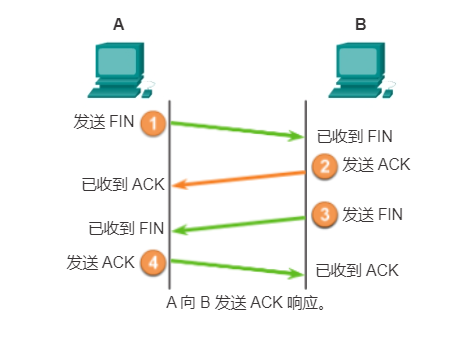 A
B
发送 FIN
1
已收到 FIN
2
发送 ACK
已收到 ACK
3
发送 FIN
已收到 FIN
发送 ACK
4
已收到 ACK
A 向 B 发送 ACK 响应。